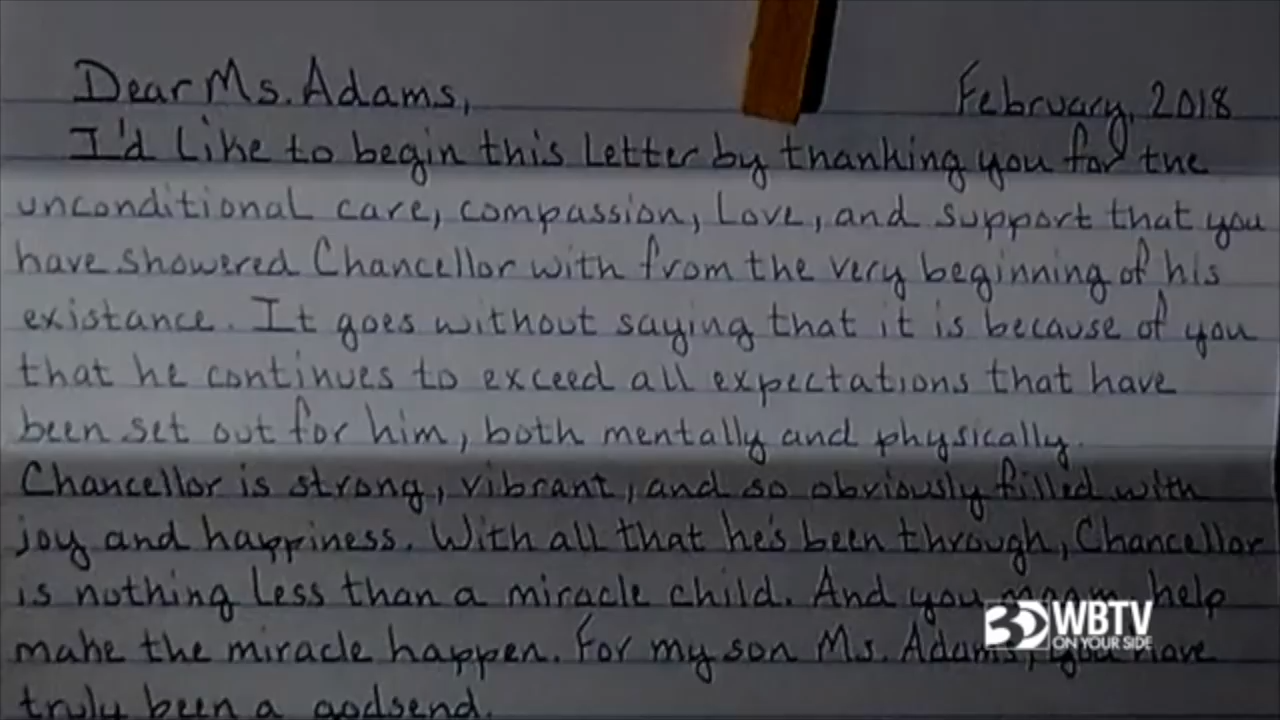 Dear Ms. Adams,
February, 2018
I'd like to begin this letter by thanking you for the
unconditional care, compassion, Love, and support that you
have showered Chancellor with from the very beginning of his
existance. It goes without saying that it is because of you
that he continues to exceed all expectations that have
been set out for him, both mentally and physically.
Chancellor is strong, vibrant, and so obviously filled with
joy and happiness. With all that he's been through, Chancellor
is nothing less than a miracle child. And you maam help
make the miracle happen. For my son Ms. Adams, you have
truly been a godsend.
3 WBTV
ON YOUR SIDE